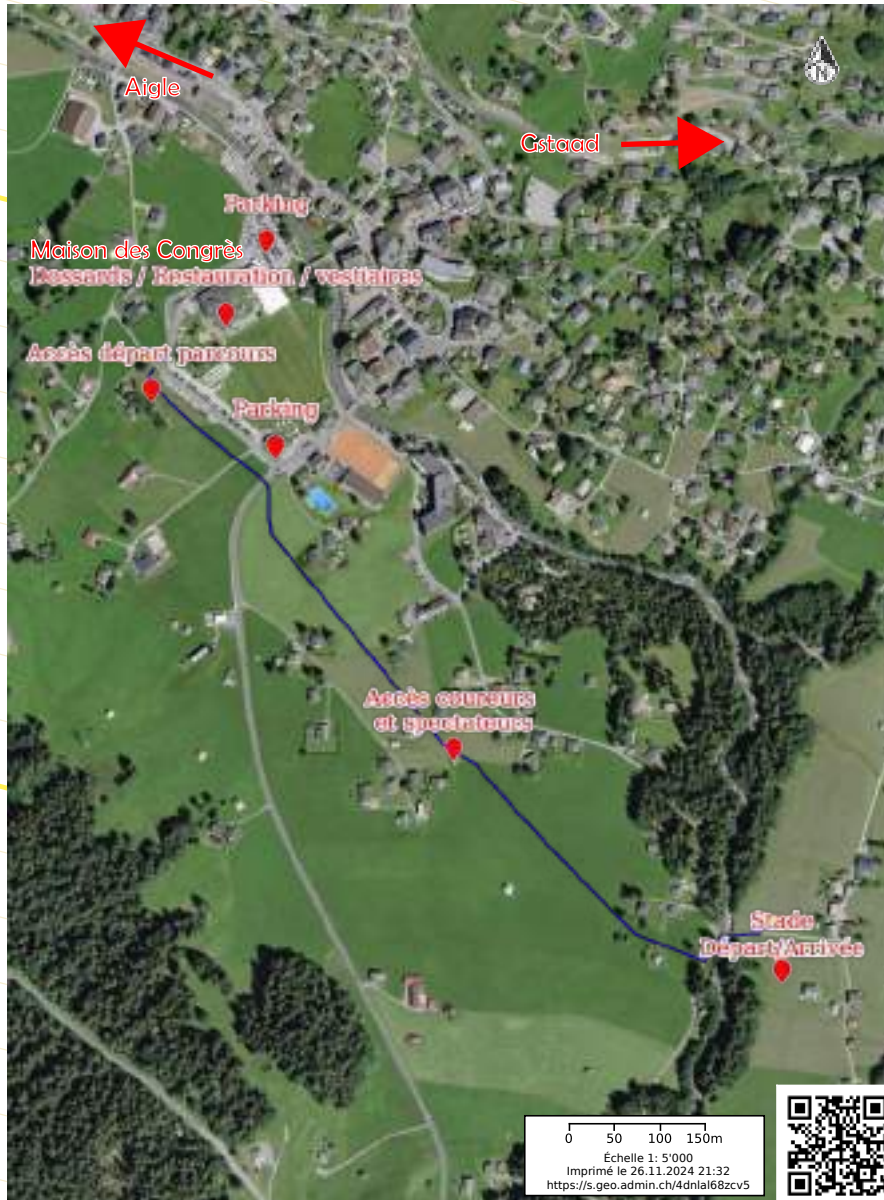 Aigle
Gstaad
Parking
Maison des Congrès
Dossards / Restauration / vestiaires
Accès départ parcours
Parking
Accès coureurs
et spectateurs
Stade
Départ/Arrivée
N
0 50 100 150m
Échelle 1: 5'000
Imprimé le 26.11.2024 21:32
https://s.geo.admin.ch/4dnlal68zcv5